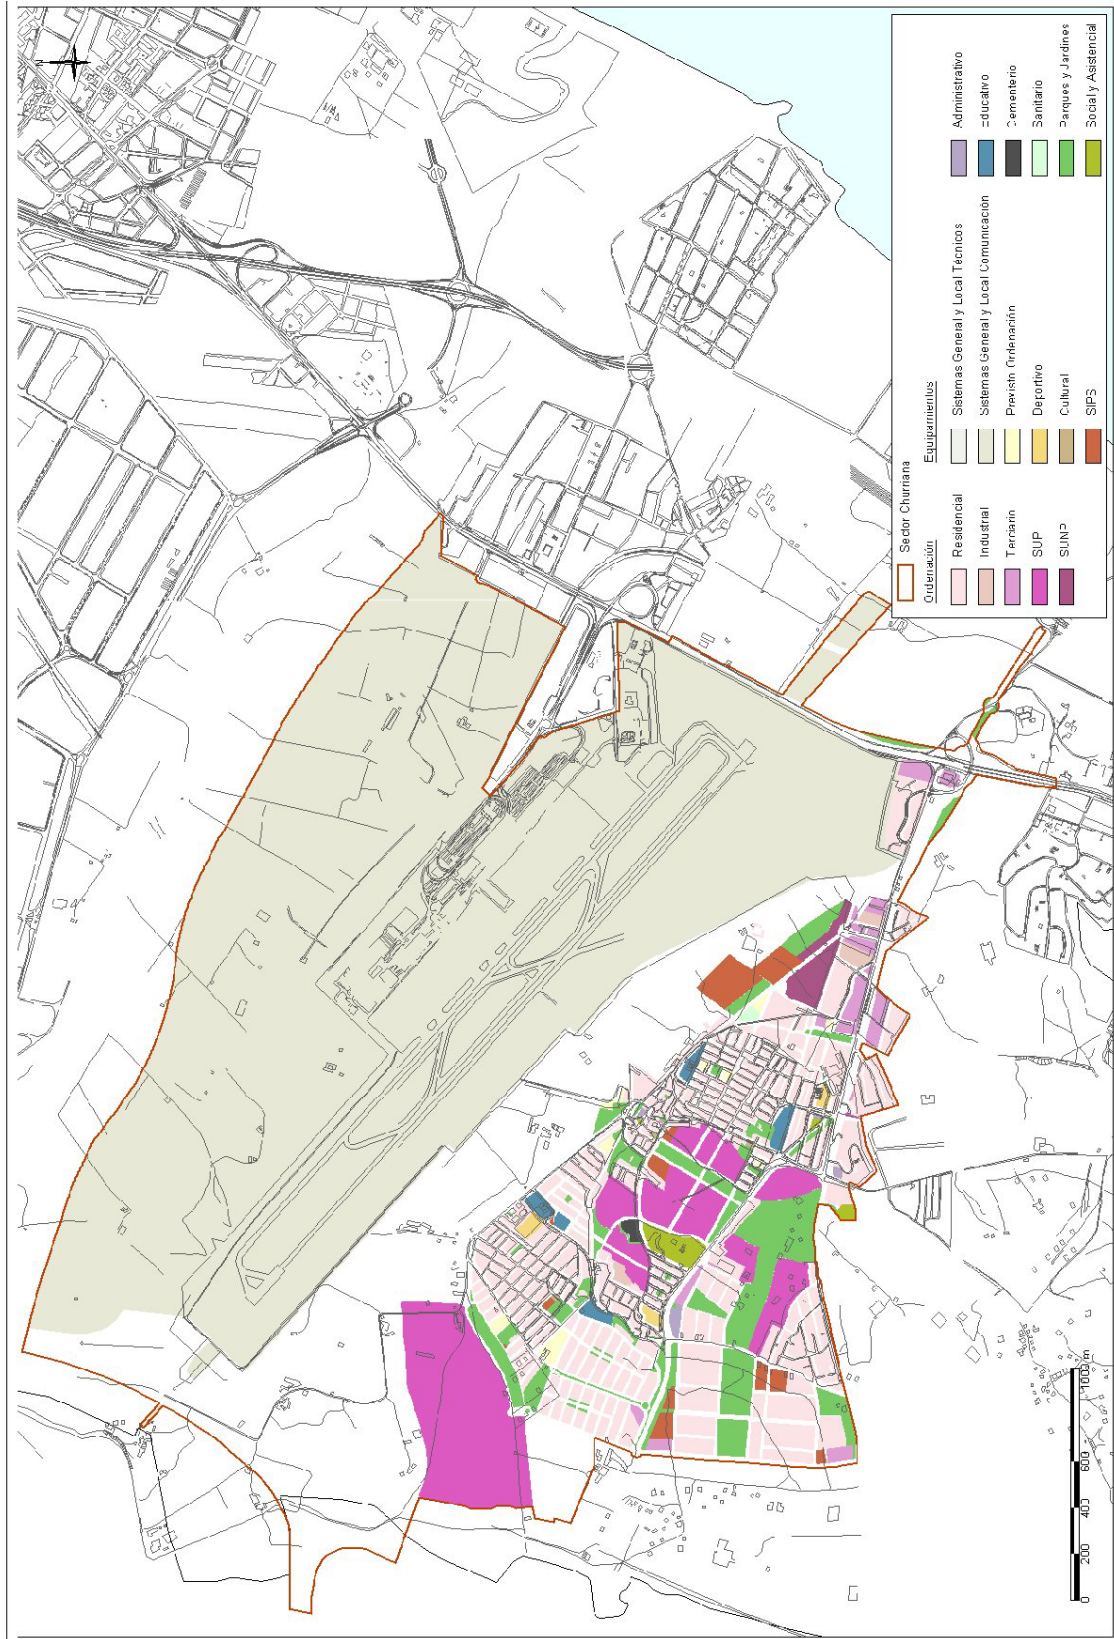 N
Sector Churriana
Ordenación
Residencial
Industrial
Terciario
SUP
SUNP
Equipamientos
Sistemas General y Local Técnicos
Sistemas General y Local Comunicación
Previsto Ordenación
Deportivo
Cultural
SIPS
Administrativo
Educativo
Cementerio
Sanitario
Parques y Jardines
Social y Asistencial
0 200 400 600 1000 m